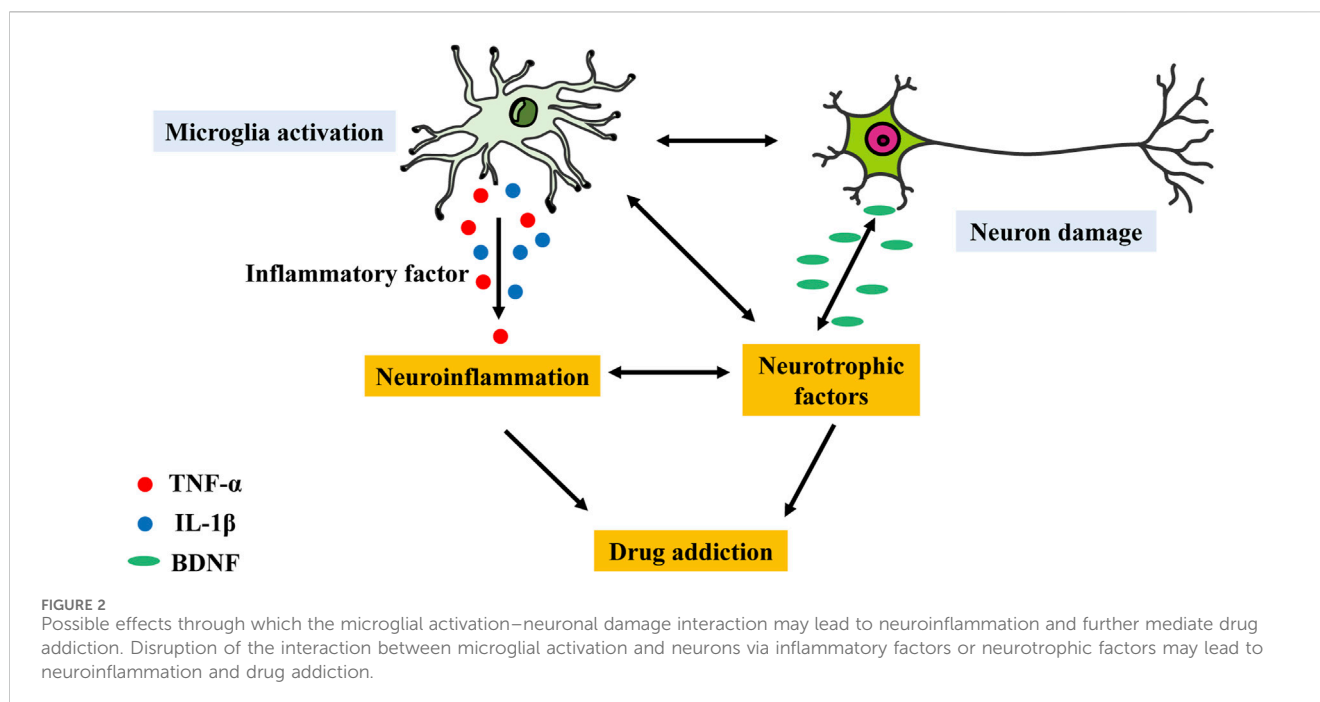 Microglia activation
Neuron damage
Inflammatory factor
Neuroinflammation
Neurotrophic
factors
Drug addiction
TNF-α
IL-1β
BDNF
FIGURE 2
Possible effects through which the microglial activation–neuronal damage interaction may lead to neuroinflammation and further mediate drug
addiction. Disruption of the interaction between microglial activation and neurons via inflammatory factors or neurotrophic factors may lead to
neuroinflammation and drug addiction.